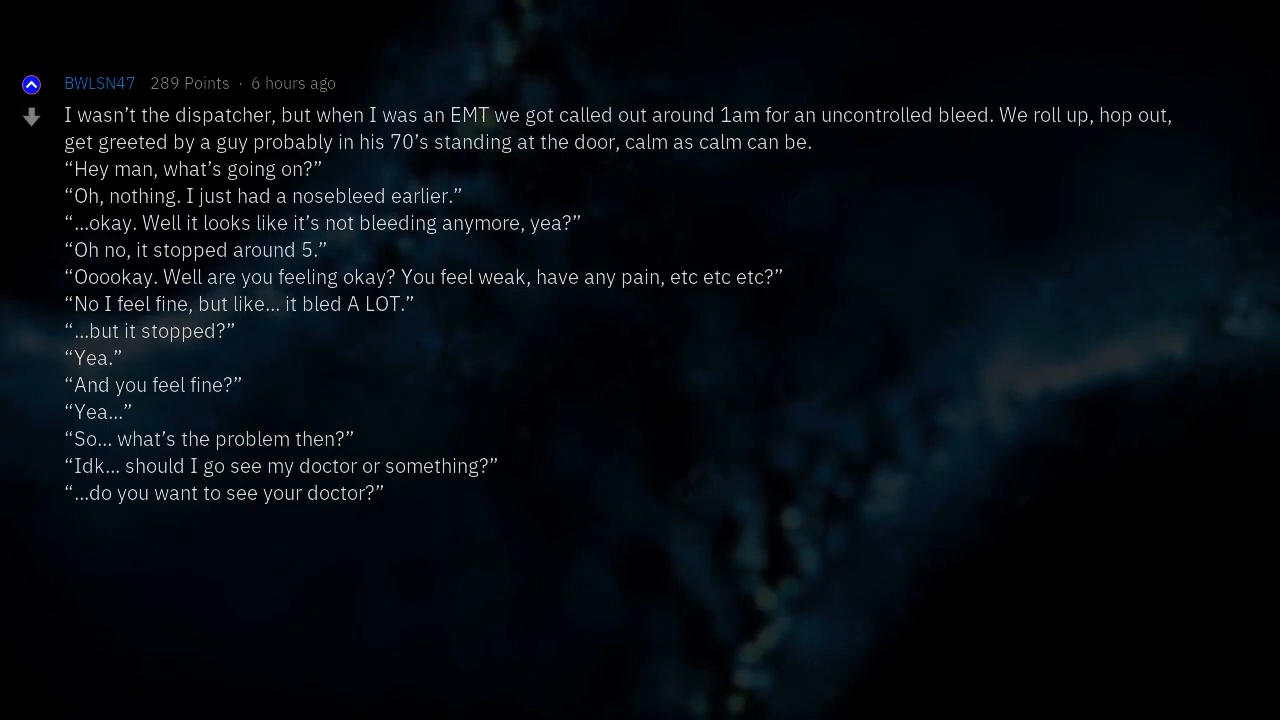 BWLSN47 289 Points · 6 hours ago
I wasn’t the dispatcher, but when I was an EMT we got called out around 1am for an uncontrolled bleed. We roll up, hop out,
get greeted by a guy probably in his 70’s standing at the door, calm as calm can be.
“Hey man, what’s going on?”
“Oh, nothing. I just had a nosebleed earlier.”
“...okay. Well it looks like it’s not bleeding anymore, yea?”
“Oh no, it stopped around 5.”
“Ooookay. Well are you feeling okay? You feel weak, have any pain, etc etc etc?”
“No I feel fine, but like... it bled A LOT.”
“...but it stopped?”
“Yea.”
“And you feel fine?”
“Yea...”
“So... what’s the problem then?”
“Idk... should I go see my doctor or something?”
“...do you want to see your doctor?”